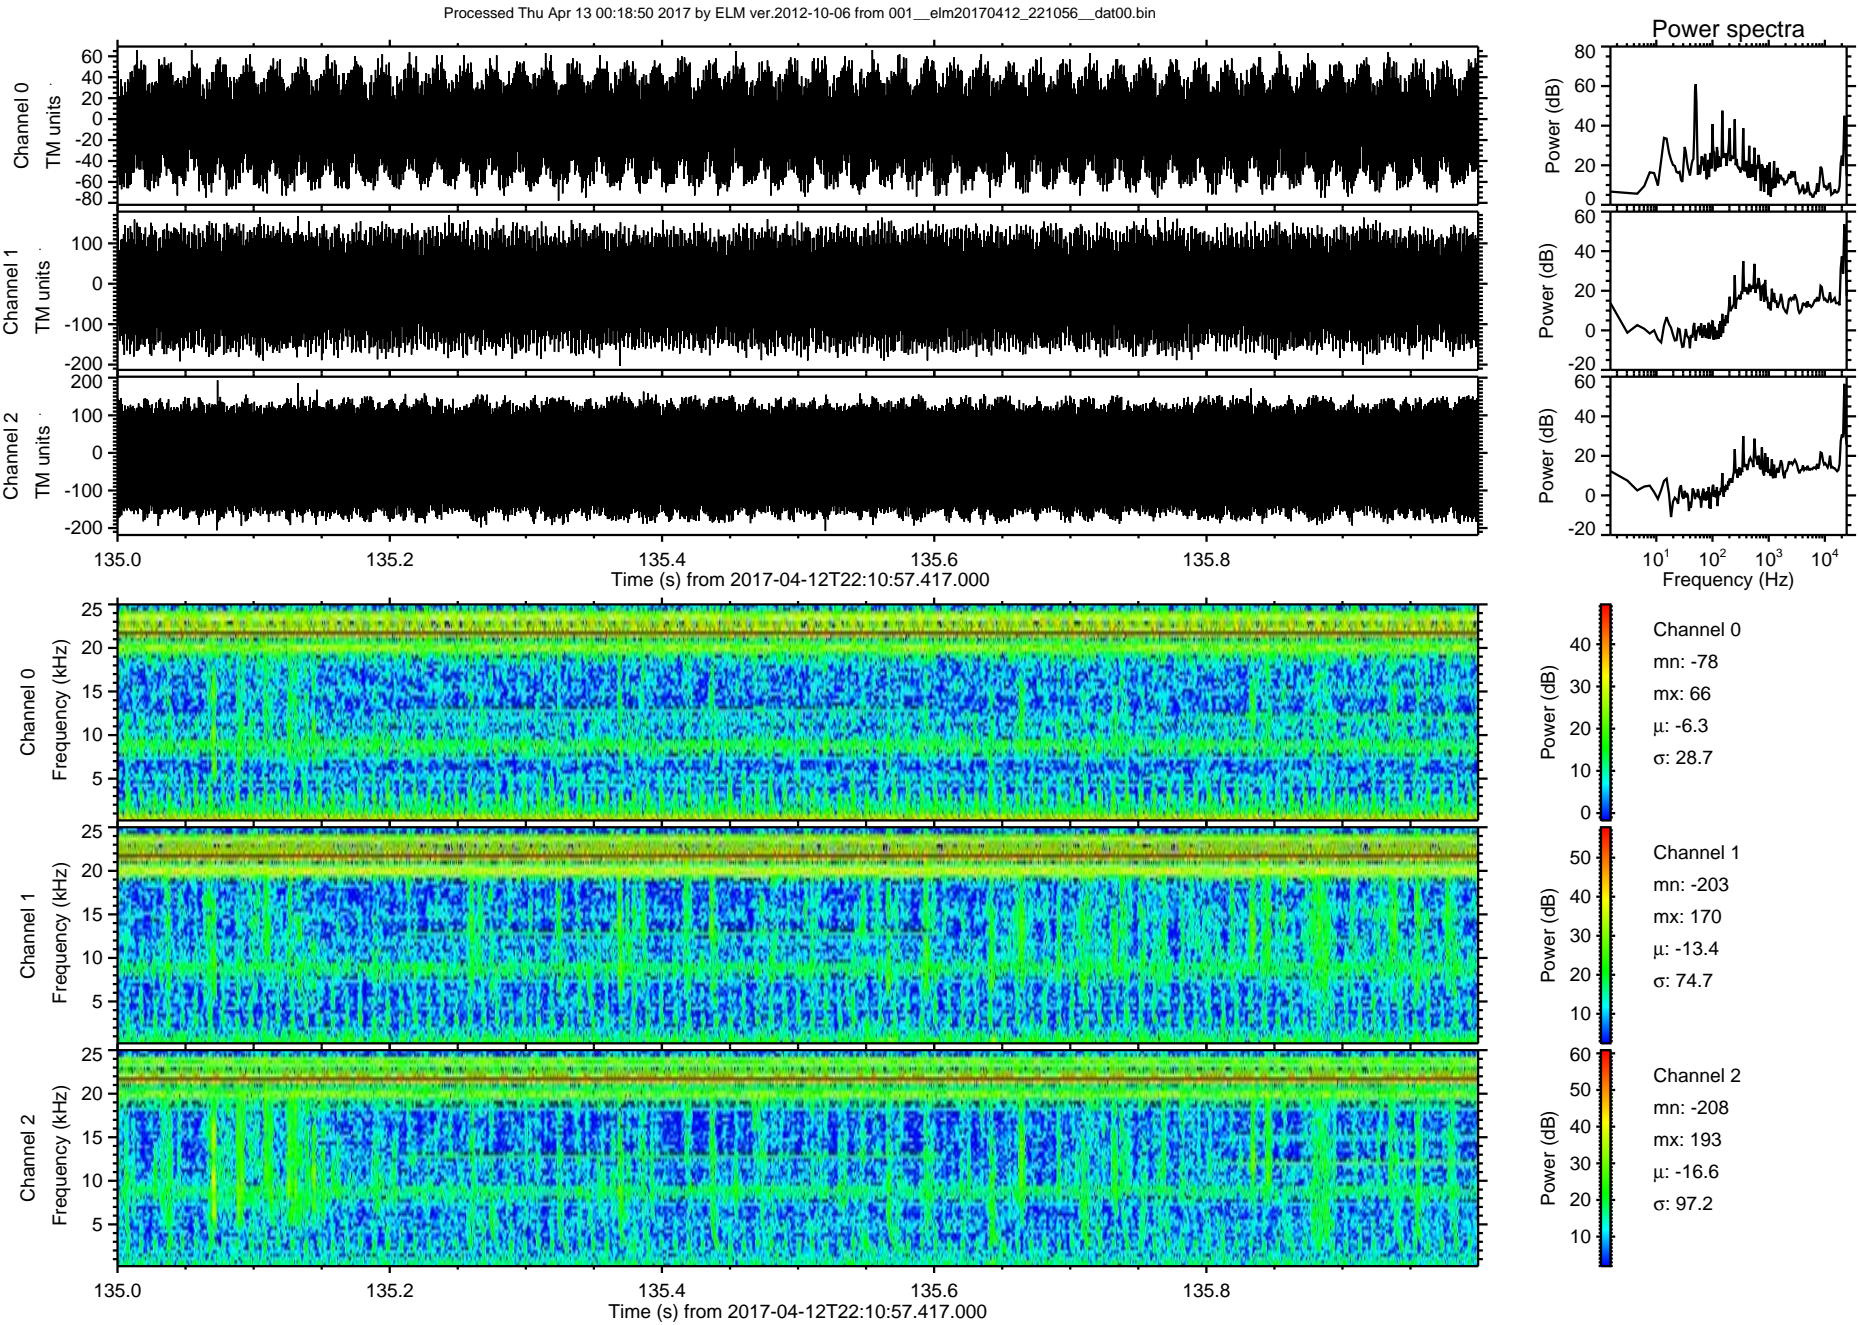 Processed Thu Apr 13 00:18:50 2017 by ELM ver.2012-10-06 from 001__elm20170412_221056__dat00.bin
Power spectra
Channel 0
TM units
60
40
20
0
-20
-40
-60
-80
Power (dB)
80
60
40
20
0
Channel 1
TM units
100
0
-100
-200
Power (dB)
60
40
20
0
-20
Channel 2
TM units
200
100
0
-100
-200
Power (dB)
60
40
20
0
-20
135.0 135.2 135.4 135.6 135.8
Time (s) from 2017-04-12T22:10:57.417.000
10¹ 10² 10³ 10⁴
Frequency (Hz)
Channel 0
Frequency (kHz)
25
20
15
10
5
Power (dB)
40
30
20
10
0
Channel 0
mn: -78
mx: 66
μ: -6.3
σ: 28.7
Channel 1
Frequency (kHz)
25
20
15
10
5
Power (dB)
50
40
30
20
10
Channel 1
mn: -203
mx: 170
μ: -13.4
σ: 74.7
Channel 2
Frequency (kHz)
25
20
15
10
5
Power (dB)
60
50
40
30
20
10
Channel 2
mn: -208
mx: 193
μ: -16.6
σ: 97.2
135.0 135.2 135.4 135.6 135.8
Time (s) from 2017-04-12T22:10:57.417.000